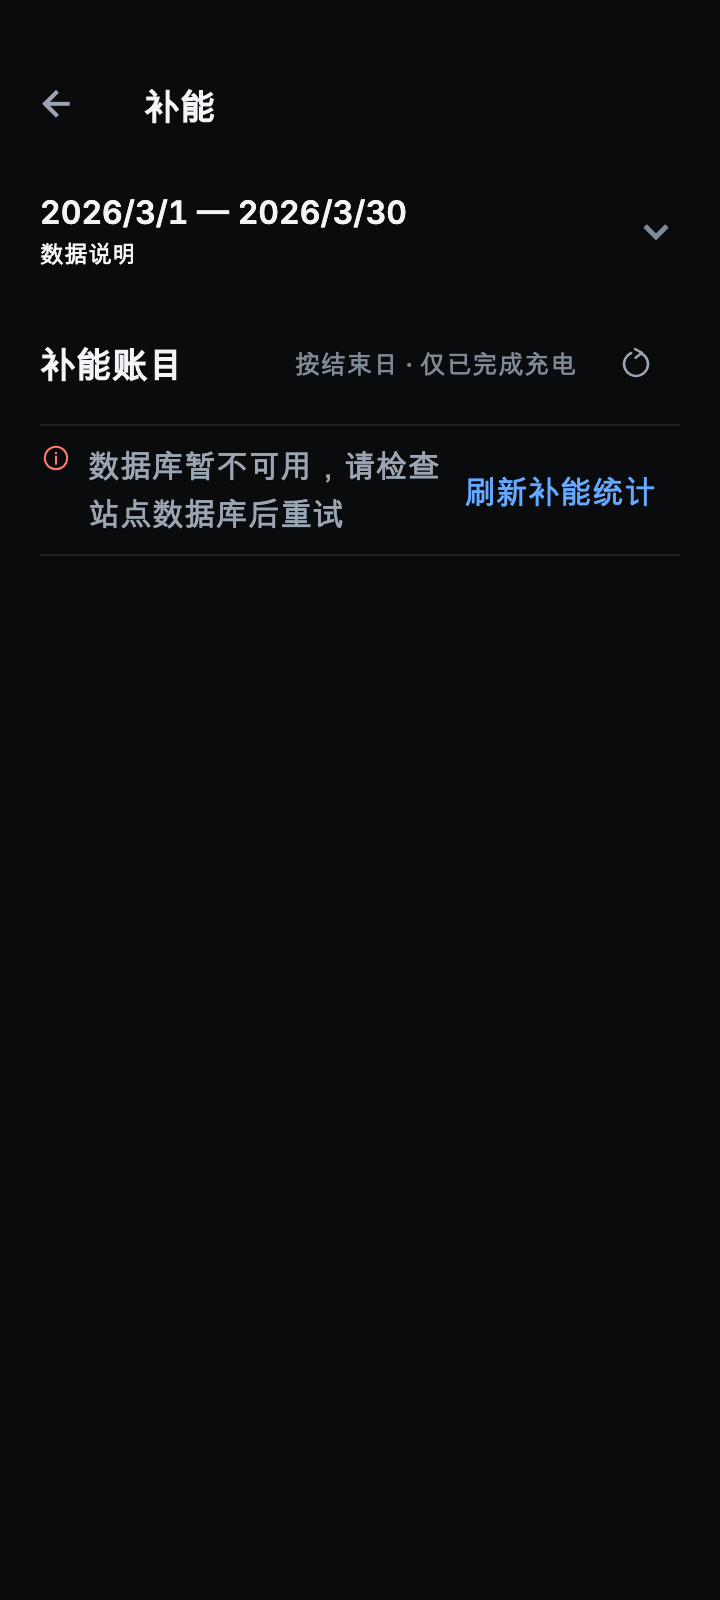 补能
2026/3/1 — 2026/3/30
数据说明
补能账目
按结束日 · 仅已完成充电
数据库暂不可用，请检查
站点数据库后重试
刷新补能统计